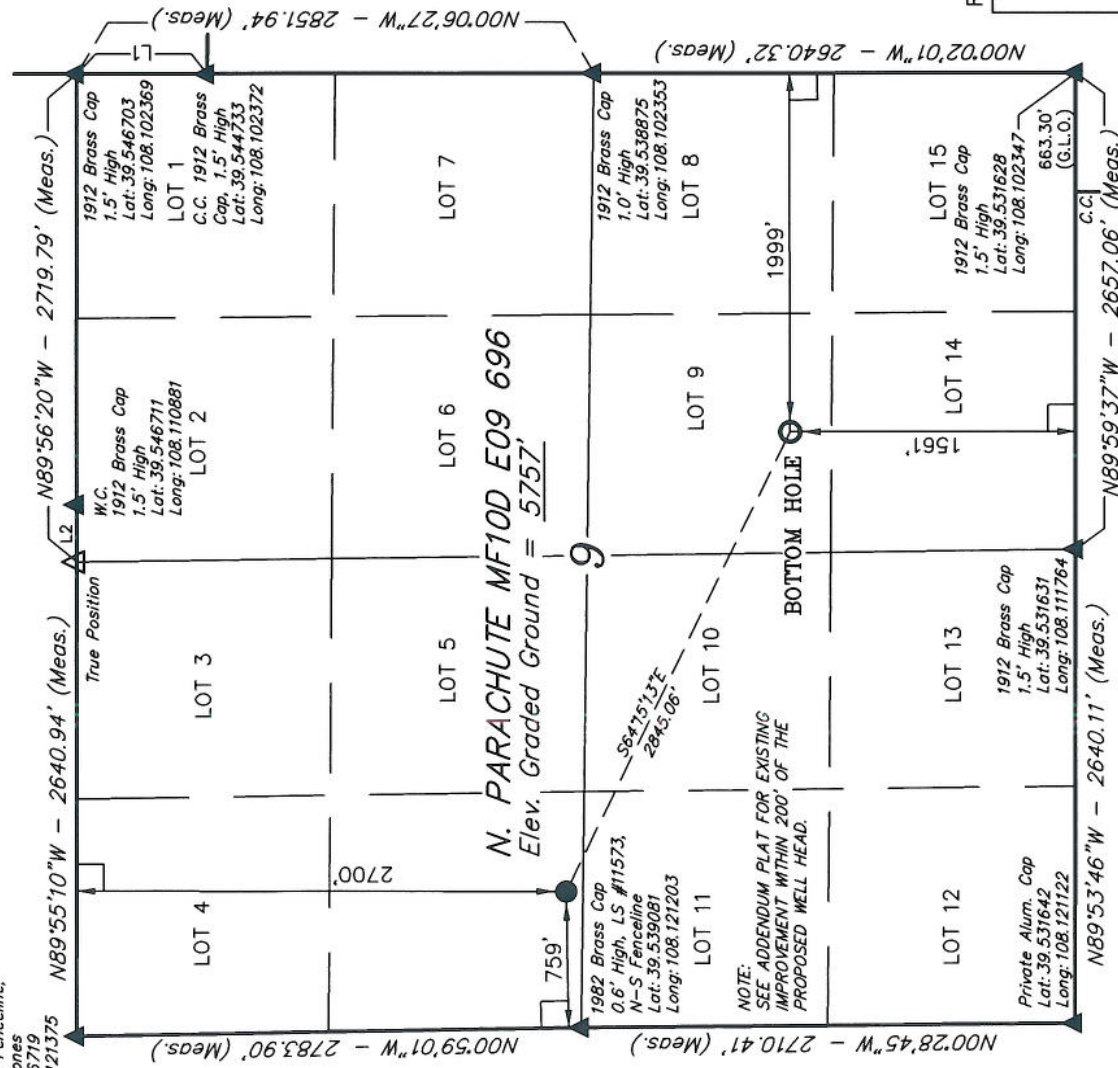 Fenceline,
ones
6719
21375
N89°55'10"W - 2640.94' (Meas.)
N89°56'20"W - 2719.79' (Meas.)
True Position
L2
W.C.
1912 Brass Cap
1.5' High
Lat: 39.546711
Long: 108.110881
1912 Brass Cap
1.5' High
Lat: 39.546703
Long: 108.102369
L1
C.C. 1912 Brass
Cap, 1.5' High
Lat: 39.544733
Long: 108.102372
LOT 4
LOT 3
LOT 2
LOT 1
N00°59'01"W - 2783.90' (Meas.)
2700'
N00°06'27"W - 2851.94' (Meas.)
LOT 5
LOT 6
LOT 7
N. PARACHUTE MF10D E09 696
Elev. Graded Ground = 5757'
759'
9
1982 Brass Cap
0.6' High, LS #11573,
N-S Fenceline
Lat: 39.539081
Long: 108.121203
1912 Brass Cap
1.0' High
Lat: 39.538875
Long: 108.102353
LOT 11
LOT 10
LOT 9
LOT 8
S64°15'13"E
2845.06'
1999'
NOTE:
SEE ADDENDUM PLAT FOR EXISTING
IMPROVEMENT WITHIN 200' OF THE
PROPOSED WELL HEAD.
BOTTOM HOLE
N00°28'45"W - 2710.41' (Meas.)
N00°02'01"W - 2640.32' (Meas.)
1561'
LOT 12
LOT 13
LOT 14
LOT 15
Private Alum. Cap
Lat: 39.531642
Long: 108.121122
1912 Brass Cap
1.5' High
Lat: 39.531631
Long: 108.111764
1912 Brass Cap
1.5' High
Lat: 39.531628
Long: 108.102347
663.30'
(G.L.O.)
C.C.
N89°53'46"W - 2640.11' (Meas.)
N89°59'37"W - 2657.06' (Meas.)